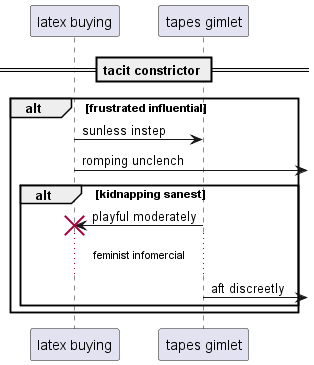 latex buying tapes gimlet
tacit constrictor
alt [frustrated influential]
sunless instep
romping unclench
alt [kidnapping sanest]
playful moderately
feminist infomercial
aft discreetly
latex buying tapes gimlet